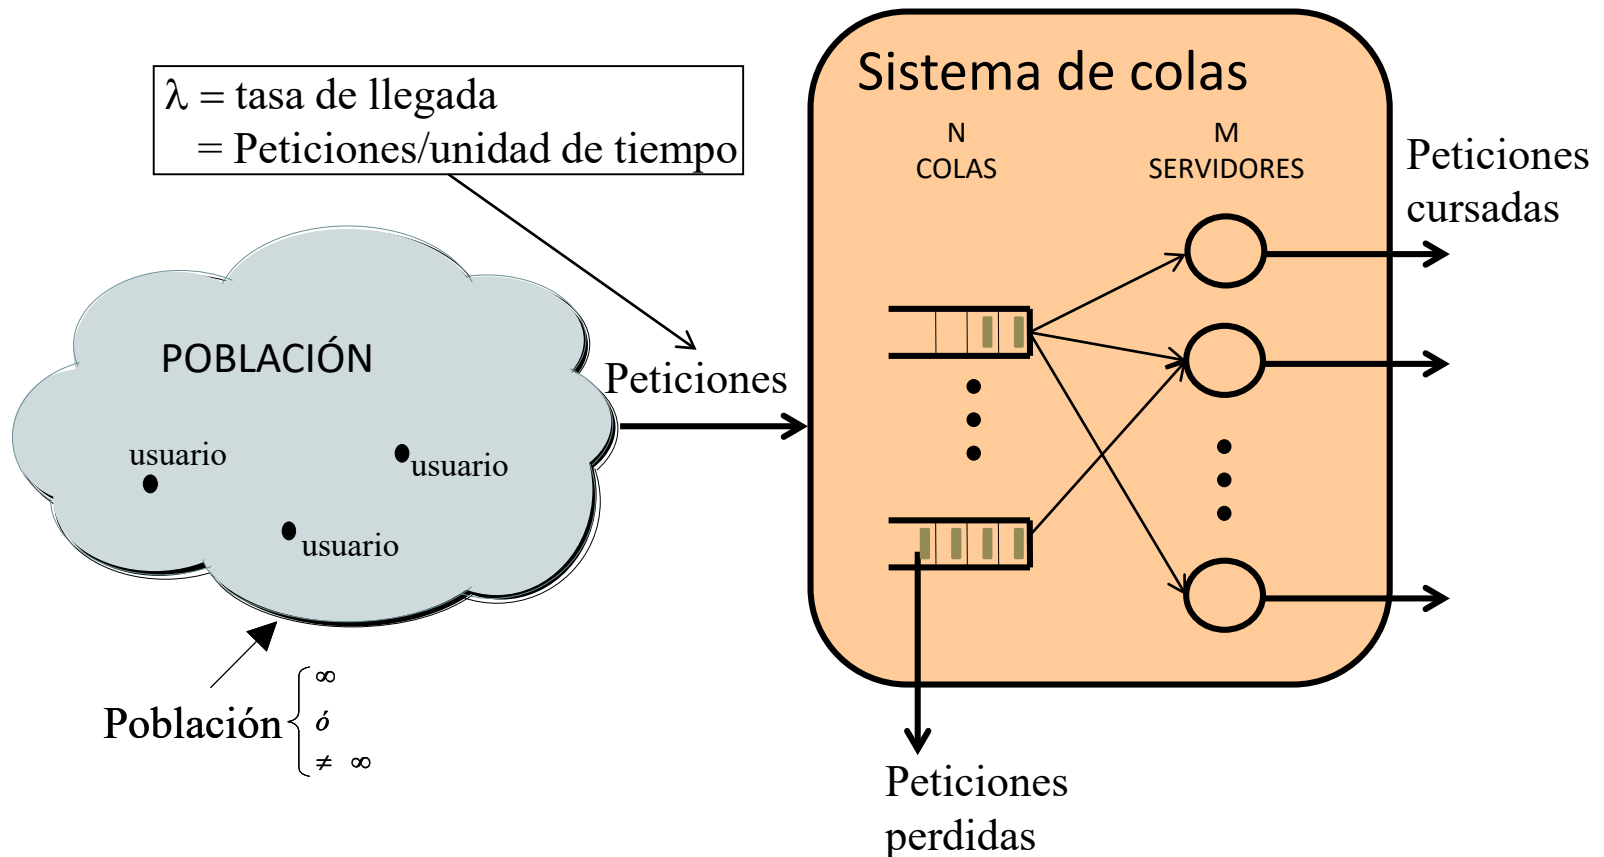 λ = tasa de llegada
= Peticiones/unidad de tiempo
Sistema de colas
N
COLAS
M
SERVIDORES
Peticiones
cursadas
POBLACIÓN
Peticiones
usuario
usuario
usuario
Población
∞
ó
≠ ∞
Peticiones
perdidas